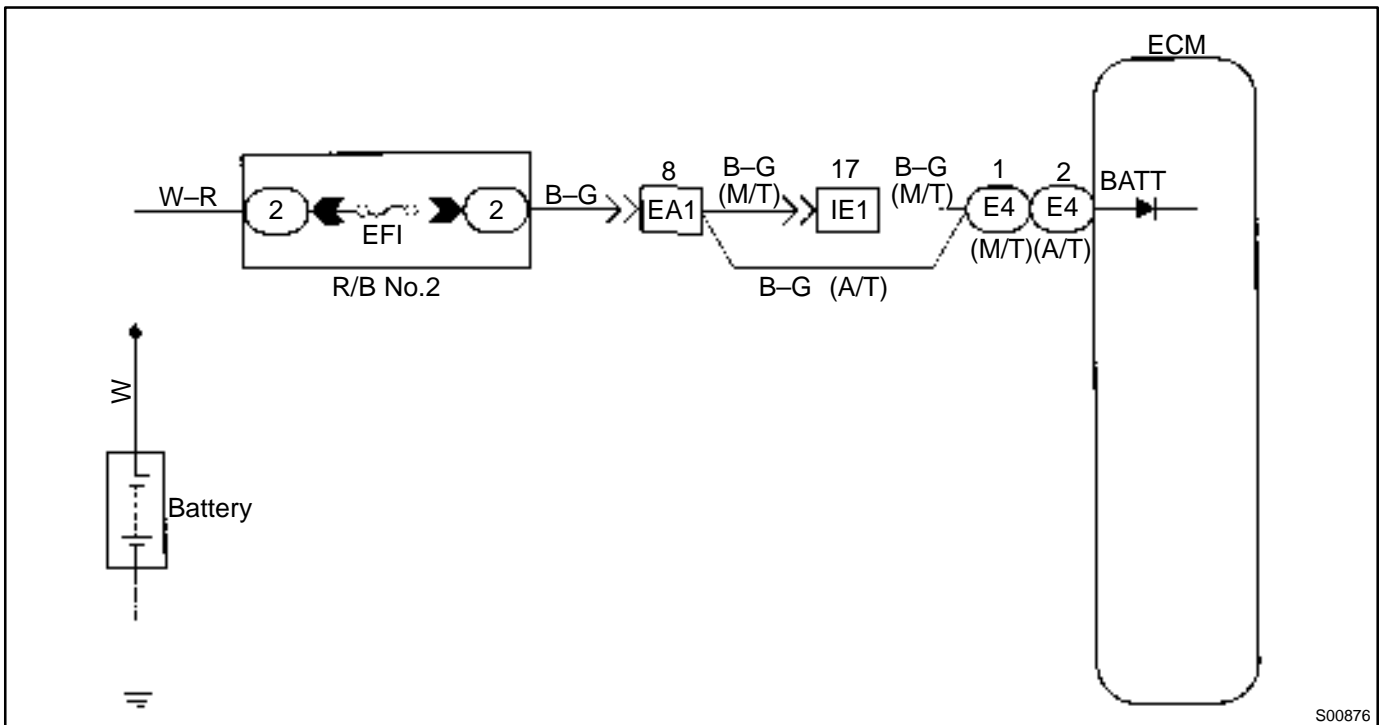 ECM
8
B–G
(M/T)
17
B–G
(M/T)
1
2
BATT
W–R
2
EFI
2
B–G
EA1
IE1
E4
E4
(M/T)
(A/T)
R/B No.2
B–G (A/T)
W
Battery
S00876